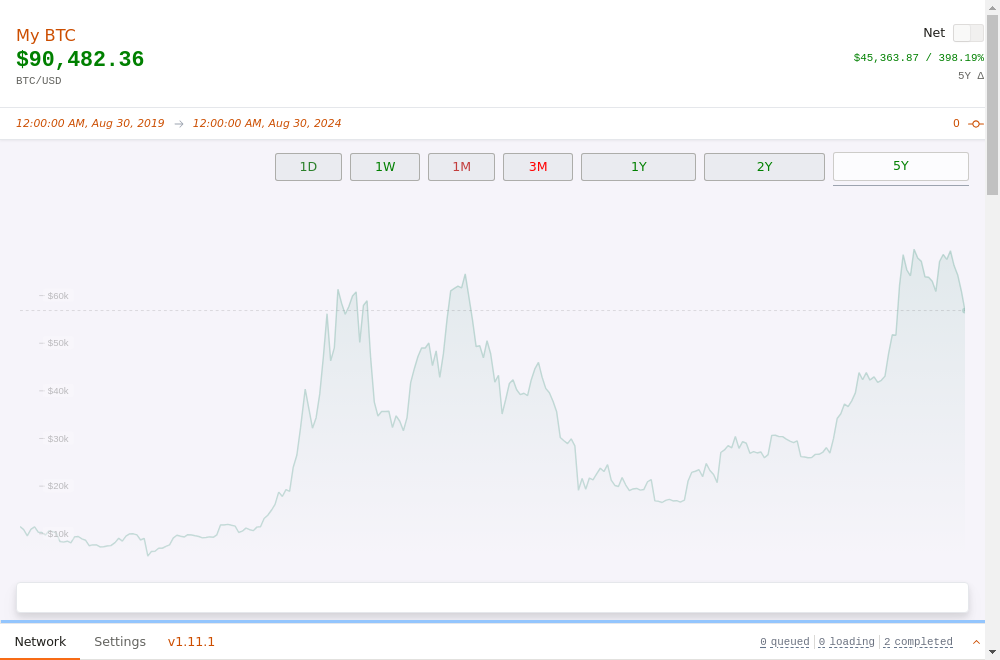 My BTC
Net
$90,482.36
$45,363.87 / 398.19%
BTC/USD
5Y Δ
12:00:00 AM, Aug 30, 2019 → 12:00:00 AM, Aug 30, 2024
0
1D 1W 1M 3M 1Y 2Y 5Y
$60k
$50k
$40k
$30k
$20k
$10k
Network Settings v1.11.1 0 queued 0 loading 2 completed